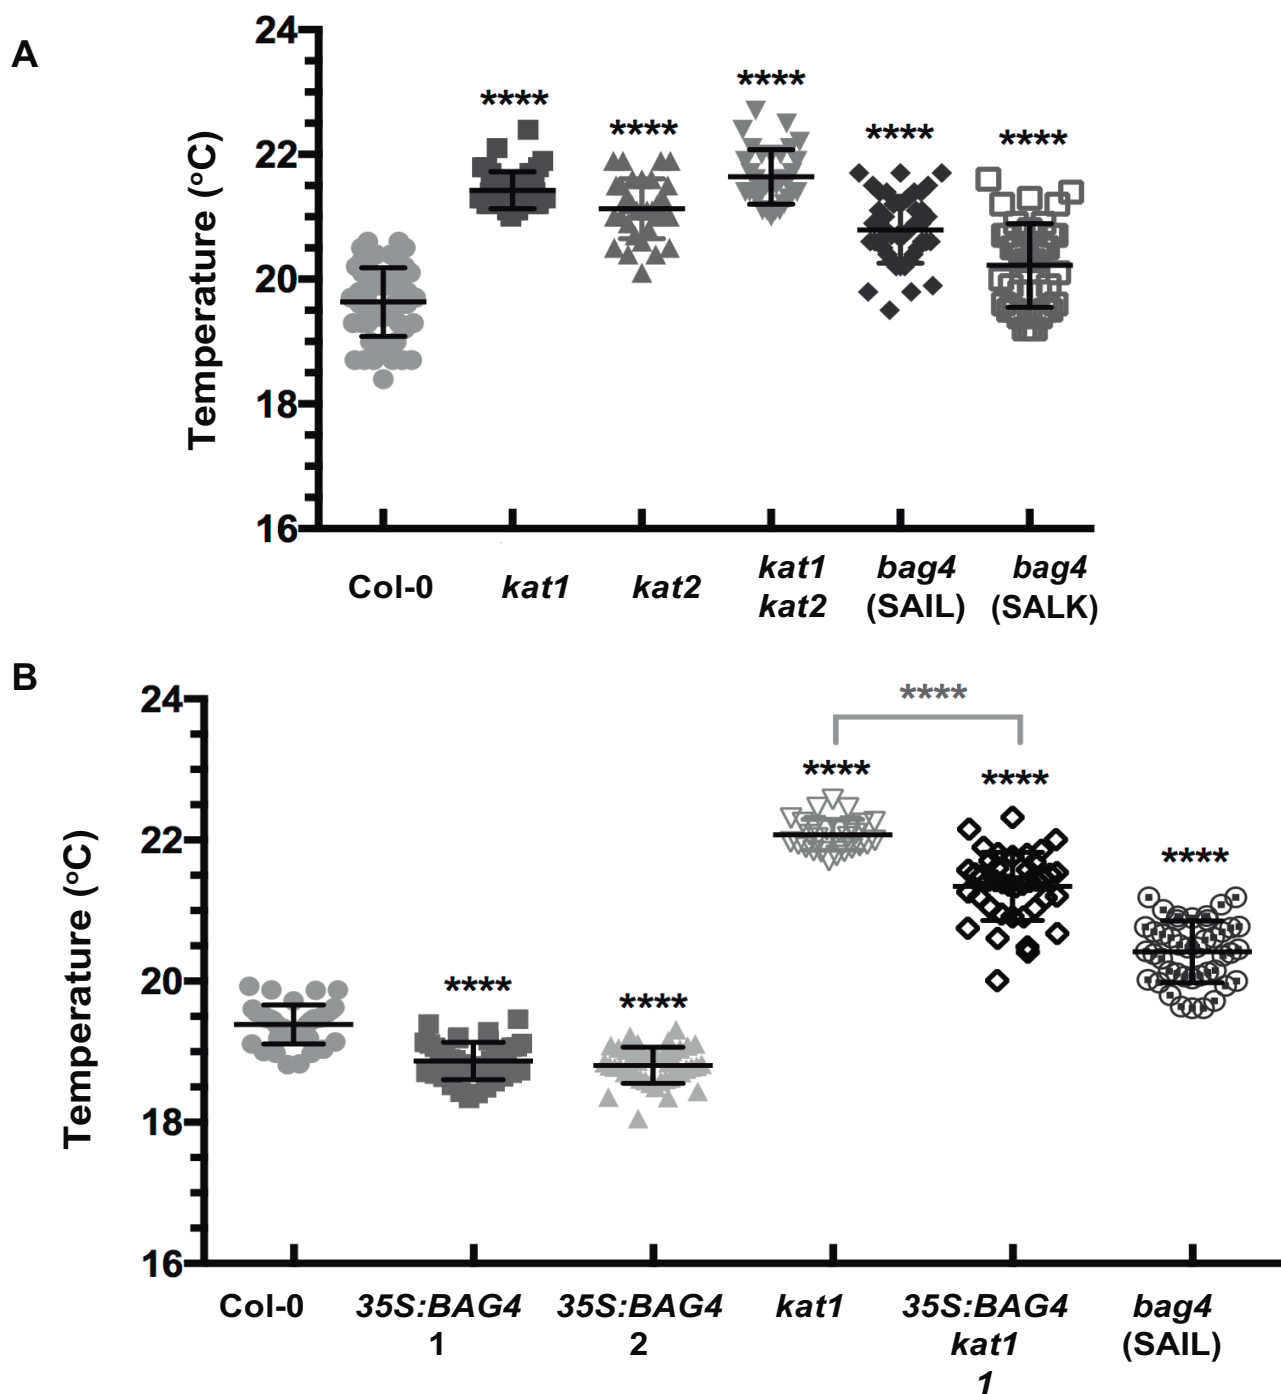 A
24
22
20
18
16
Temperature (°C)
****
****
****
****
****
Col-0
kat1
kat2
kat1
kat2
bag4
(SAIL)
bag4
(SALK)
B
24
22
20
18
16
Temperature (°C)
****
****
****
****
****
****
Col-0
35S:BAG4
1
35S:BAG4
2
kat1
35S:BAG4
kat1
1
bag4
(SAIL)